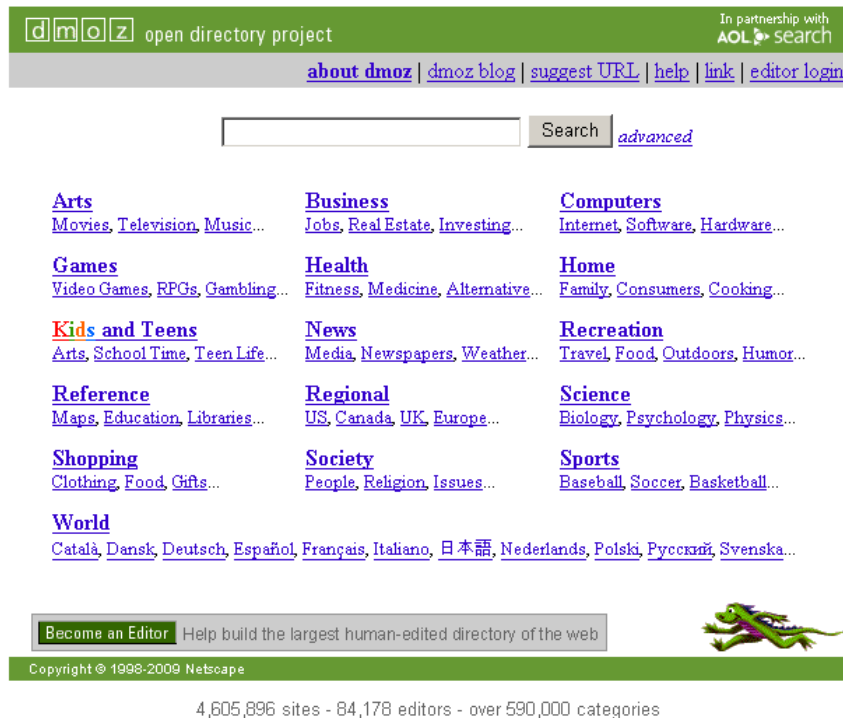 dmoz open directory project
In partnership with
AOL search
about dmoz | dmoz blog | suggest URL | help | link | editor login
Search advanced
Arts Business Computers
Movies, Television, Music... Jobs, Real Estate, Investing... Internet, Software, Hardware...
Games Health Home
Video Games, RPGs, Gambling... Fitness, Medicine, Alternative... Family, Consumers, Cooking...
Kids and Teens News Recreation
Arts, School Time, Teen Life... Media, Newspapers, Weather... Travel, Food, Outdoors, Humor...
Reference Regional Science
Maps, Education, Libraries... US, Canada, UK, Europe... Biology, Psychology, Physics...
Shopping Society Sports
Clothing, Food, Gifts... People, Religion, Issues... Baseball, Soccer, Basketball...
World
Català, Dansk, Deutsch, Español, Français, Italiano, 日本語, Nederlands, Polski, Русский, Svenska...
Become an Editor Help build the largest human-edited directory of the web
Copyright © 1998-2009 Netscape
4,605,896 sites - 84,178 editors - over 590,000 categories